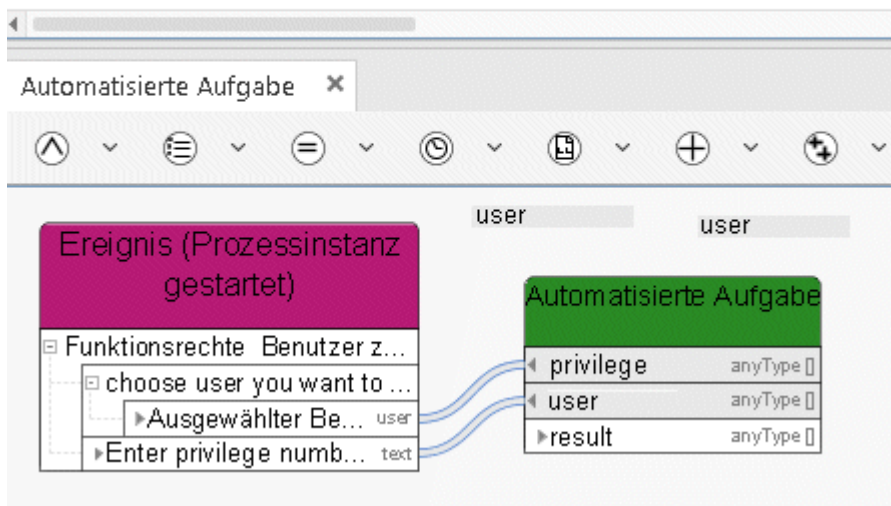 Automatisierte Aufgabe
user
user
Ereignis (Prozessinstanz
gestartet)
Funktionsrechte Benutzer z...
choose user you want to ...
Ausgewählter Be... user
Enter privilege numb... text
Automatisierte Aufgabe
privilege anyType []
user anyType []
result anyType []